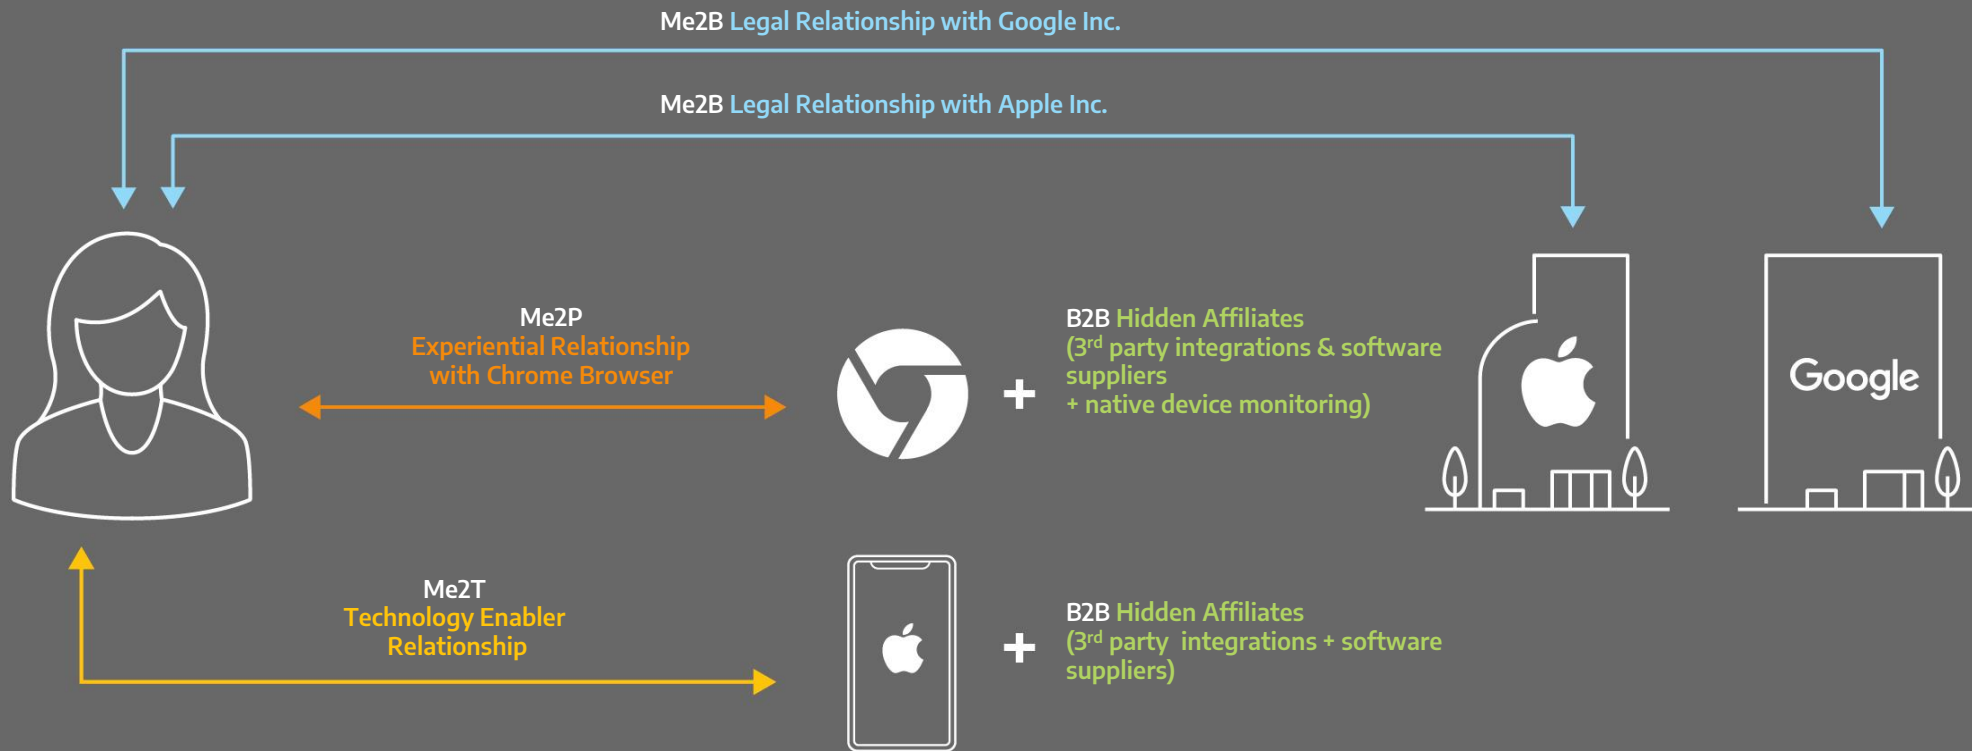 Me2B Legal Relationship with Google Inc.
Me2B Legal Relationship with Apple Inc.
Me2P
Experiential Relationship
with Chrome Browser
+
B2B Hidden Affiliates
(3rd party integrations & software
suppliers
+ native device monitoring)
Google
Me2T
Technology Enabler
Relationship
+
B2B Hidden Affiliates
(3rd party integrations + software
suppliers)